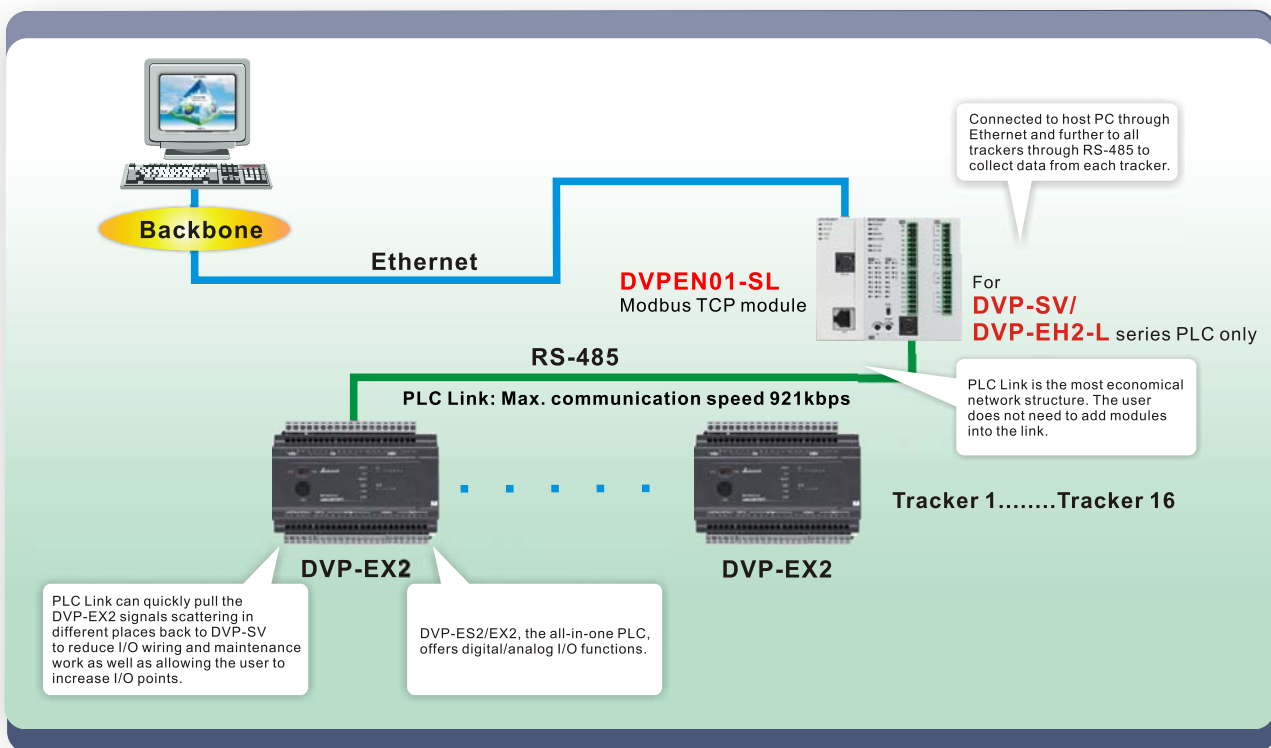 Connected to host PC through
Ethernet and further to all
trackers through RS-485 to
collect data from each tracker.
Backbone
Ethernet
DVPEN01-SL
Modbus TCP module
For
DVP-SV/
DVP-EH2-L series PLC only
RS-485
PLC Link: Max. communication speed 921kbps
PLC Link is the most economical
network structure. The user
does not need to add modules
into the link.
Tracker 1........Tracker 16
DVP-EX2
DVP-EX2
PLC Link can quickly pull the
DVP-EX2 signals scattering in
different places back to DVP-SV
to reduce I/O wiring and maintenance
work as well as allowing the user to
increase I/O points.
DVP-ES2/EX2, the all-in-one PLC,
offers digital/analog I/O functions.